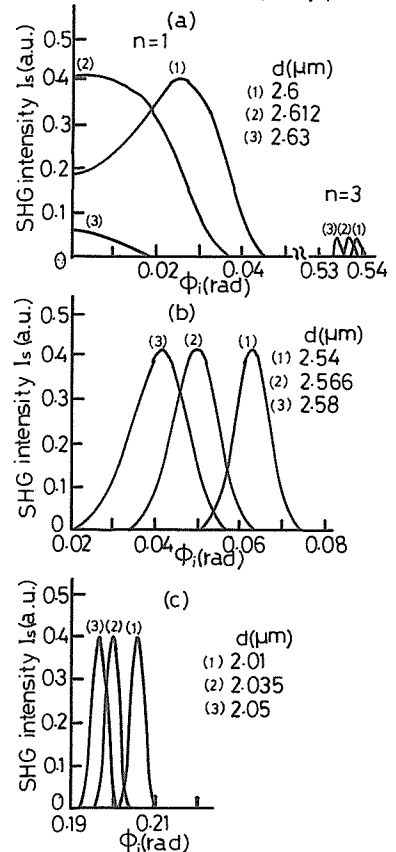 (a)
n=1
0.5
0.4
0.3
0.2
0.1
0
SHG intensity Is(a.u.)
(2)
(1)
(3)
d(μm)
(1) 2.6
(2) 2.612
(3) 2.63
n=3
(3)(2)(1)
0.02
0.04
0.53
0.54
ϕi(rad)
(b)
0.5
0.4
0.3
0.2
0.1
0
SHG intensity Is(a.u.)
(3)
(2)
(1)
d(μm)
(1) 2.54
(2) 2.566
(3) 2.58
0.02
0.04
0.06
0.08
ϕi(rad)
(c)
0.5
0.4
0.3
0.2
0.1
0
SHG intensity Is(a.u.)
(3) (2) (1)
d(μm)
(1) 2.01
(2) 2.035
(3) 2.05
0.19
0.21
ϕi(rad)